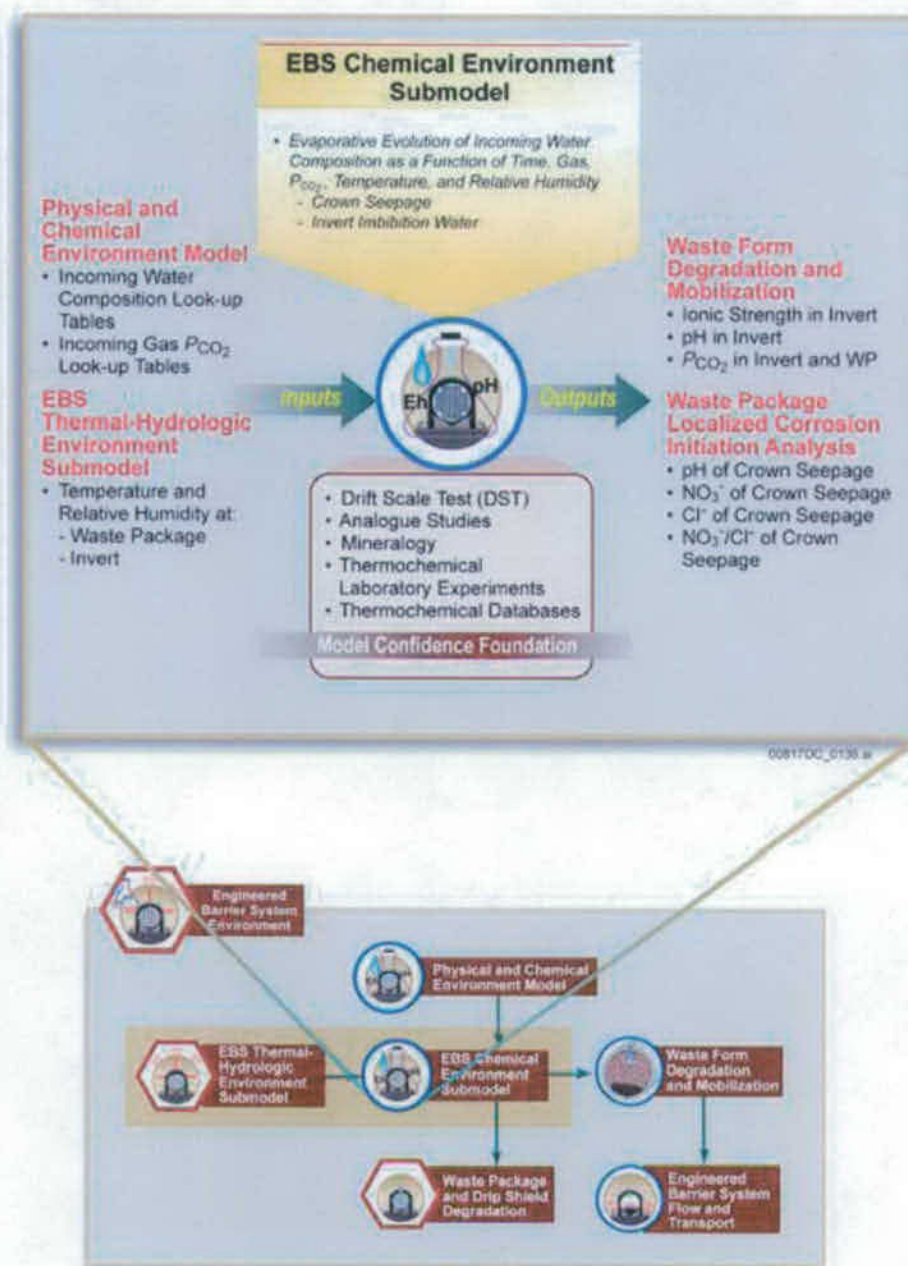 EBS Chemical Environment
Submodel
• Evaporative Evolution of Incoming Water
Composition as a Function of Time, Gas,
P_CO₂, Temperature, and Relative Humidity
- Crown Seepage
- Invert Imbibition Water
Physical and
Chemical
Environment Model
• Incoming Water
Composition Look-up
Tables
• Incoming Gas P_CO₂
Look-up Tables
EBS
Thermal-Hydrologic
Environment
Submodel
• Temperature and
Relative Humidity at:
- Waste Package
- Invert
Inputs
Eh
pH
Outputs
• Drift Scale Test (DST)
• Analogue Studies
• Mineralogy
• Thermochemical
Laboratory Experiments
• Thermochemical Databases
Model Confidence Foundation
Waste Form
Degradation and
Mobilization
• Ionic Strength in Invert
• pH in Invert
• P_CO₂ in Invert and WP
Waste Package
Localized Corrosion
Initiation Analysis
• pH of Crown Seepage
• NO₃⁻ of Crown Seepage
• Cl⁻ of Crown Seepage
• NO₃⁻/Cl⁻ of Crown
Seepage
00817DC_0136.ai
Engineered
Barrier System
Environment
Physical and Chemical
Environment Model
EBS Thermal-
Hydrologic
Environment
Submodel
EBS Chemical
Environment
Submodel
Waste Form
Degradation
and Mobilization
Waste Package
and Drip Shield
Degradation
Engineered
Barrier System
Flow and
Transport